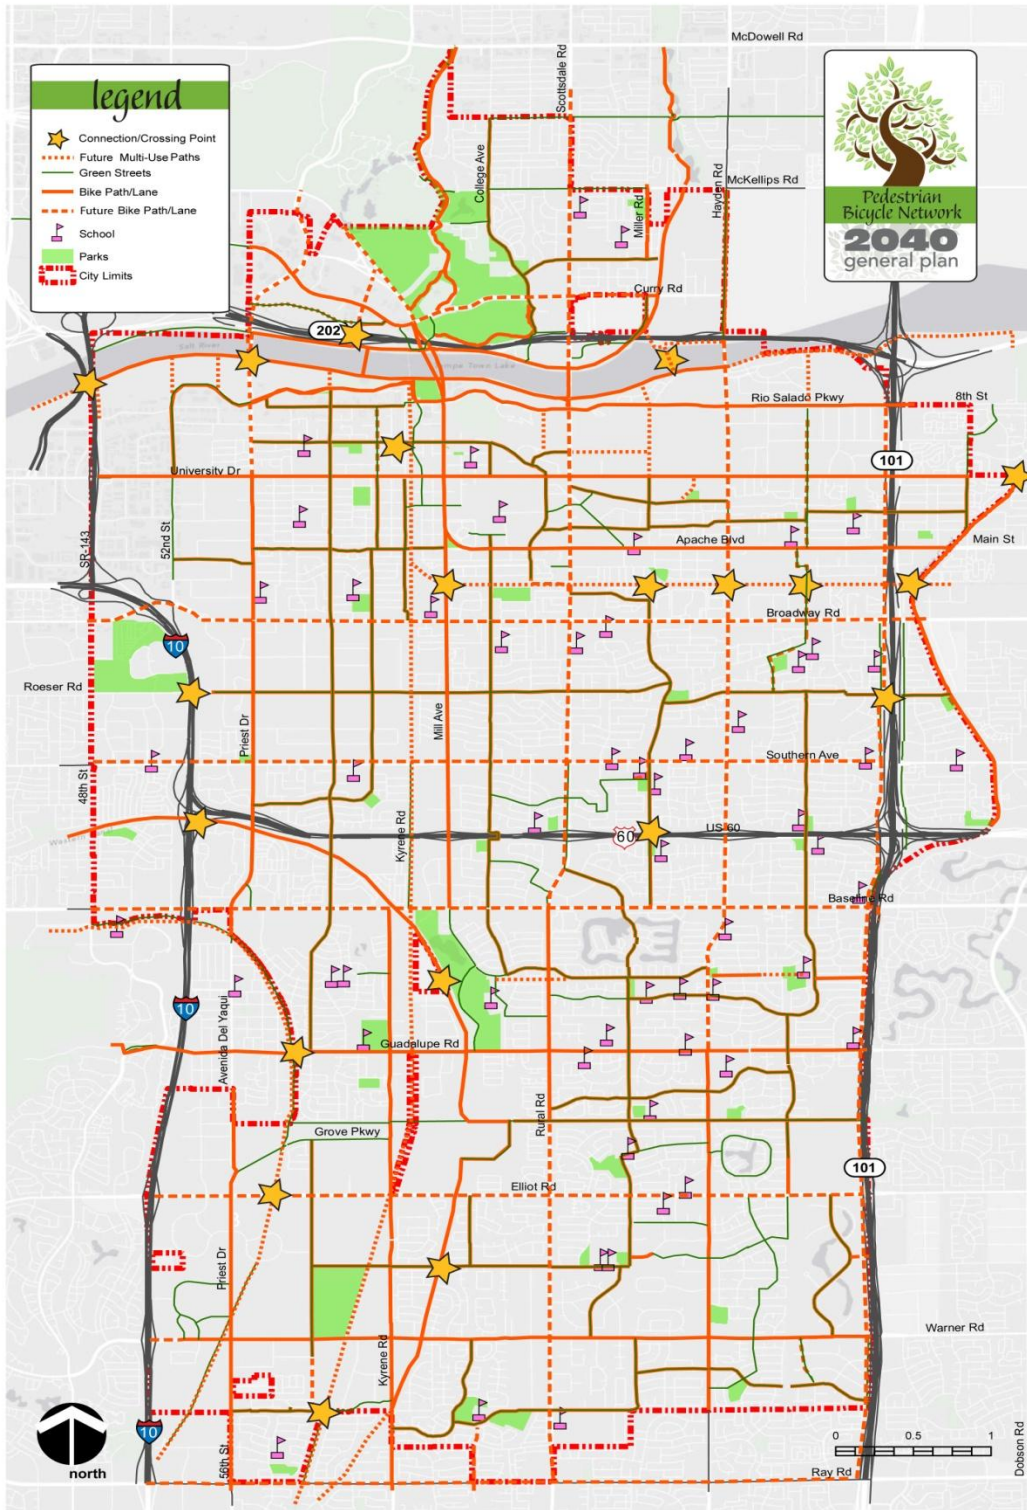 McDowell Rd
legend
Connection/Crossing Point
Future Multi-Use Paths
Green Streets
Bike Path/Lane
Future Bike Path/Lane
School
Parks
City Limits
Scottsdale Rd
College Ave
Miller Rd
Hayden Rd
McKellips Rd
Pedestrian
Bicycle Network
2040
general plan
Curry Rd
202
Salt River
Tempe Town Lake
Rio Salado Pkwy
8th St
University Dr
101
SR-143
52nd St
Apache Blvd
Main St
Broadway Rd
10
Roeser Rd
Priest Dr
Mill Ave
Southern Ave
48th St
Kyrene Rd
60
US 60
Baseline Rd
10
Avenida Del Yaqui
Guadalupe Rd
Rural Rd
Grove Pkwy
101
Elliot Rd
Priest Dr
Warner Rd
Kyrene Rd
10
north
56th St
0 0.5 1
Ray Rd
Dobson Rd